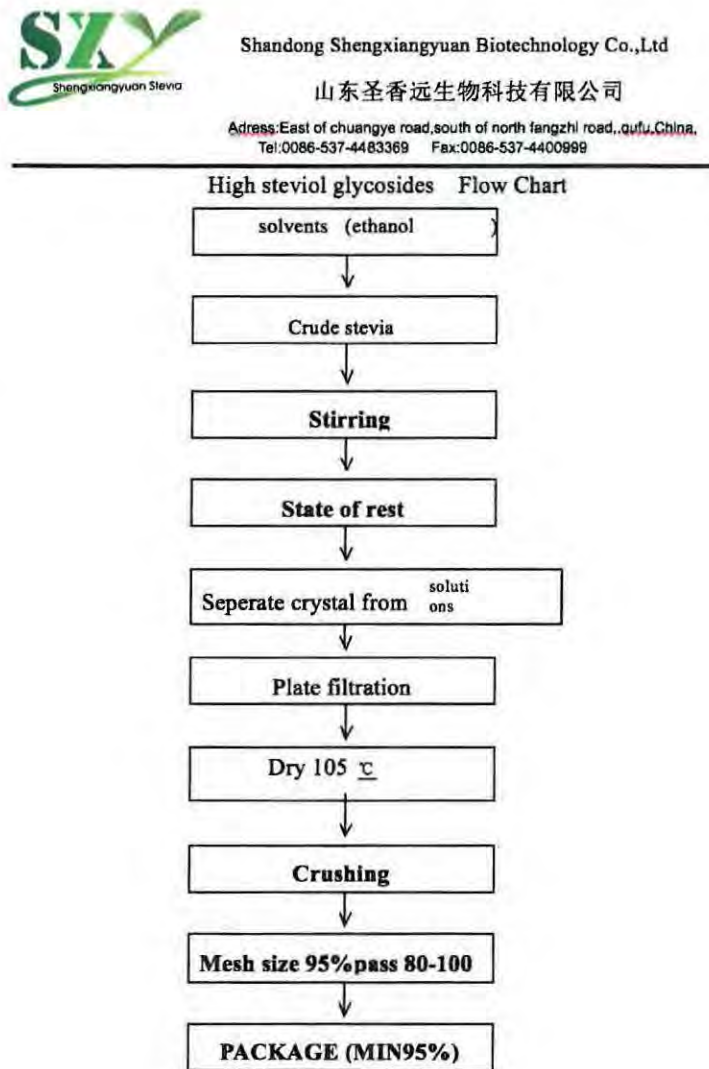 SXY
Shengxiangyuan Stevia
Shandong Shengxiangyuan Biotechnology Co.,Ltd
山东圣香远生物科技有限公司
Adress:East of chuangye road,south of north fangzhi road,.qufu.China.
Tel:0086-537-4483369 Fax:0086-537-4400999
High steviol glycosides Flow Chart
solvents (ethanol )
Crude stevia
Stirring
State of rest
Seperate crystal from soluti
ons
Plate filtration
Dry 105 ℃
Crushing
Mesh size 95%pass 80-100
PACKAGE (MIN95%)